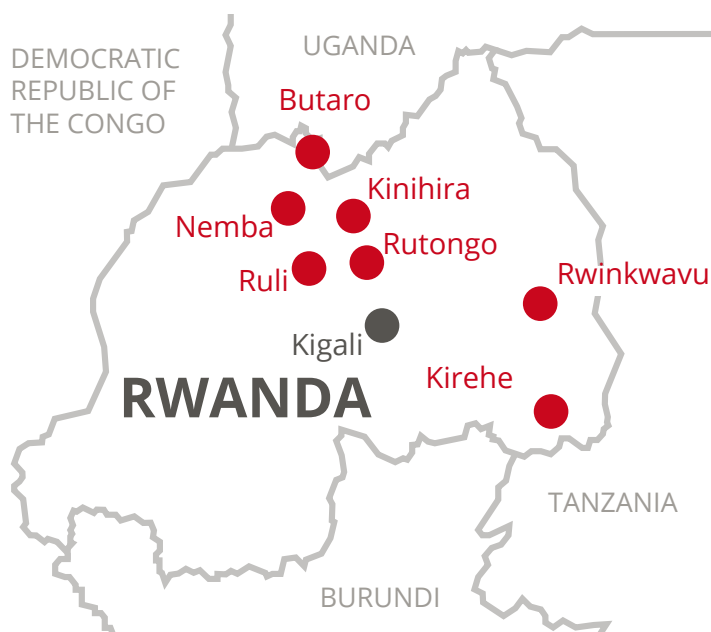 DEMOCRATIC
REPUBLIC OF
THE CONGO
UGANDA
Butaro
Kinihira
Nemba
Rutongo
Ruli
Rwinkwavu
Kigali
Kirehe
RWANDA
TANZANIA
BURUNDI